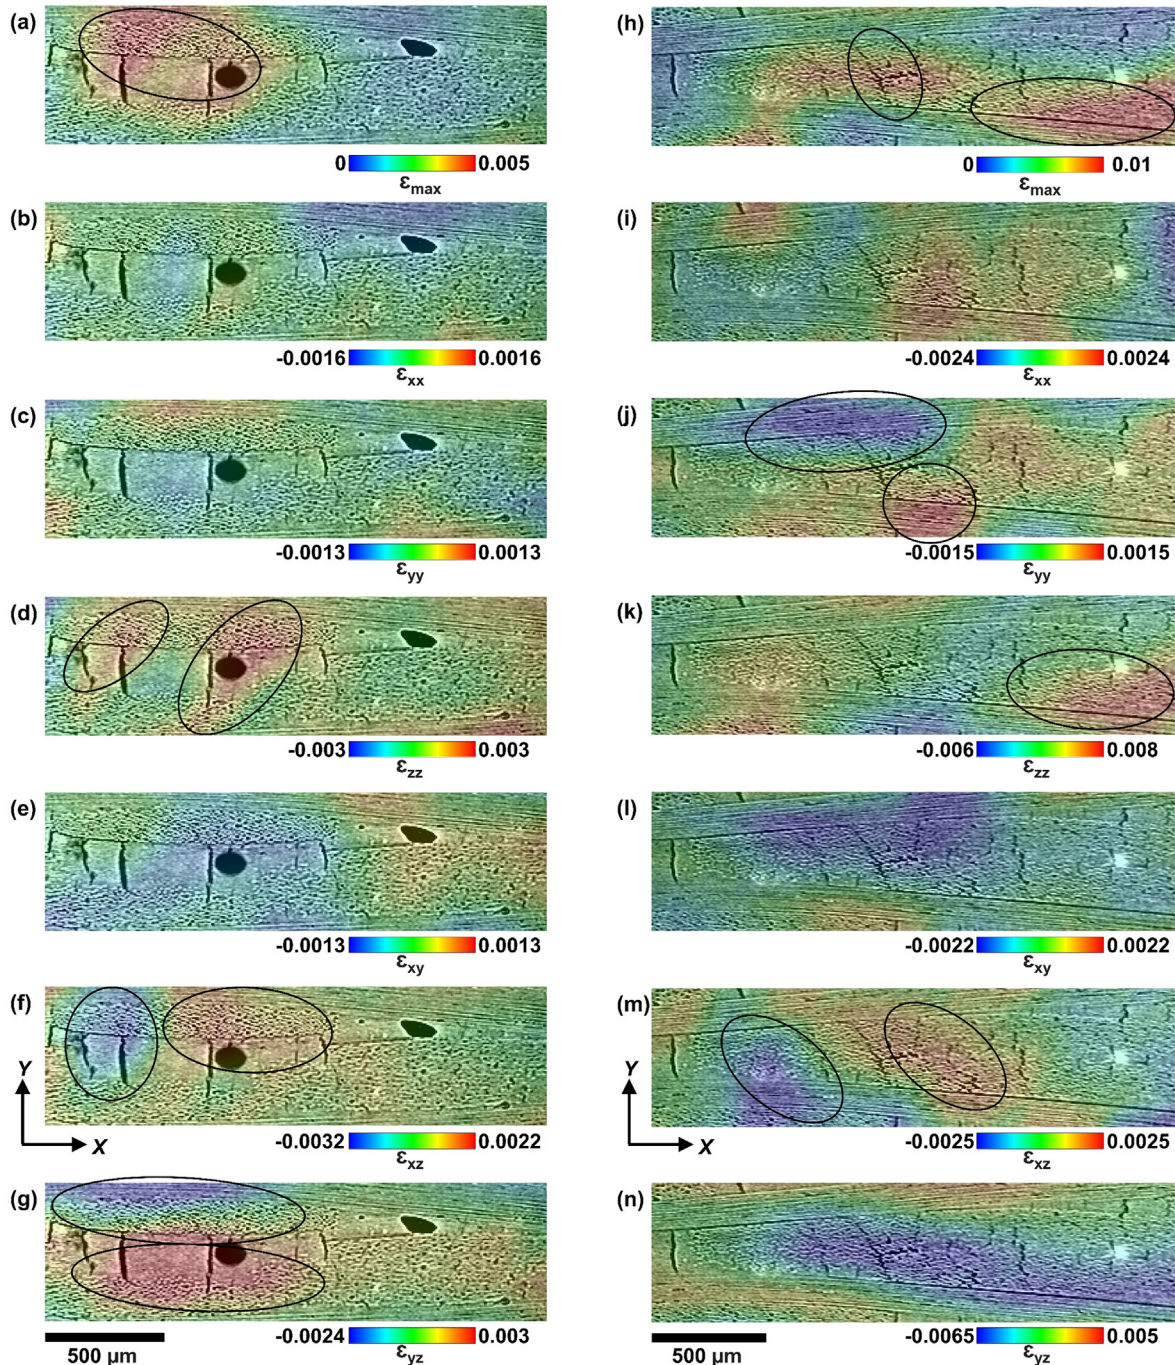 (a)
0 0.005
εmax
(b)
-0.0016 0.0016
εxx
(c)
-0.0013 0.0013
εyy
(d)
-0.003 0.003
εzz
(e)
-0.0013 0.0013
εxy
(f)
Y
X
-0.0032 0.0022
εxz
(g)
-0.0024 0.003
εyz
500 µm
(h)
0 0.01
εmax
(i)
-0.0024 0.0024
εxx
(j)
-0.0015 0.0015
εyy
(k)
-0.006 0.008
εzz
(l)
-0.0022 0.0022
εxy
(m)
Y
X
-0.0025 0.0025
εxz
(n)
-0.0065 0.005
εyz
500 µm